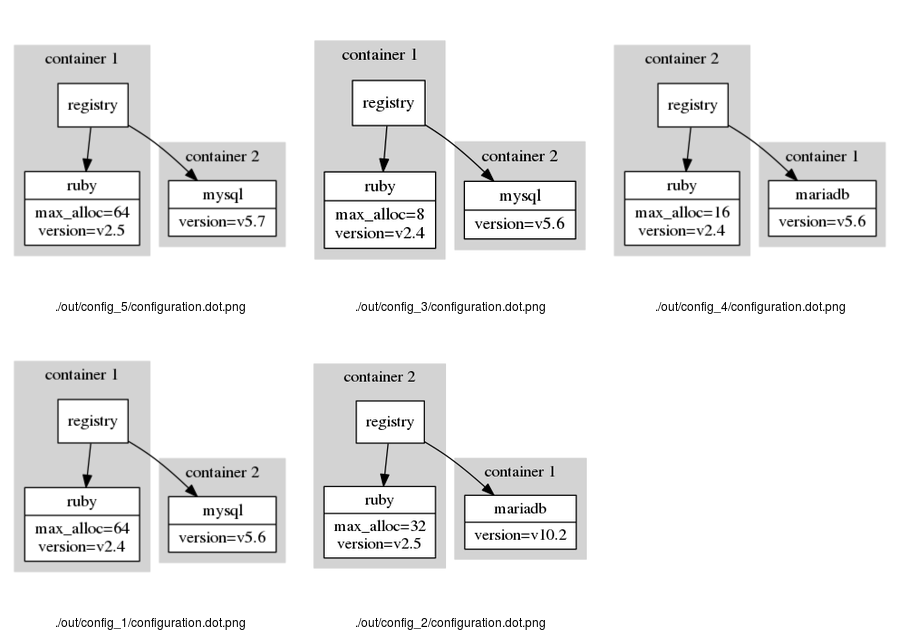 container 1
registry
ruby
max_alloc=64
version=v2.5
container 2
mysql
version=v5.7
./out/config_5/configuration.dot.png
container 1
registry
ruby
max_alloc=8
version=v2.4
container 2
mysql
version=v5.6
./out/config_3/configuration.dot.png
container 2
registry
ruby
max_alloc=16
version=v2.4
container 1
mariadb
version=v5.6
./out/config_4/configuration.dot.png
container 1
registry
ruby
max_alloc=64
version=v2.4
container 2
mysql
version=v5.6
./out/config_1/configuration.dot.png
container 2
registry
ruby
max_alloc=32
version=v2.5
container 1
mariadb
version=v10.2
./out/config_2/configuration.dot.png